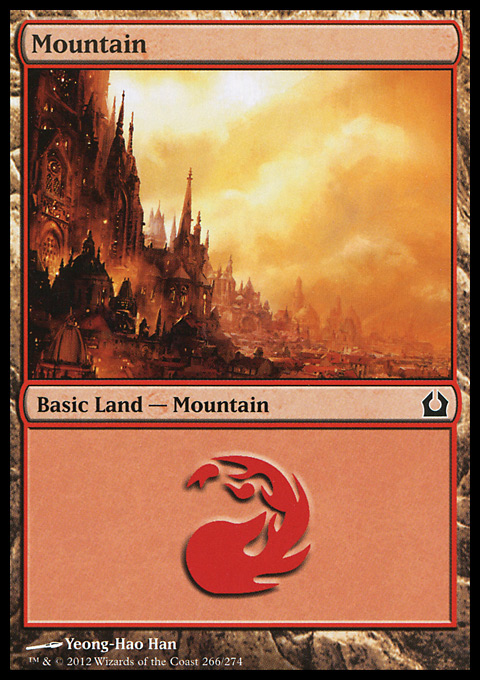 Mountain
Basic Land — Mountain
Yeong-Hao Han
™ & © 2012 Wizards of the Coast 266/274